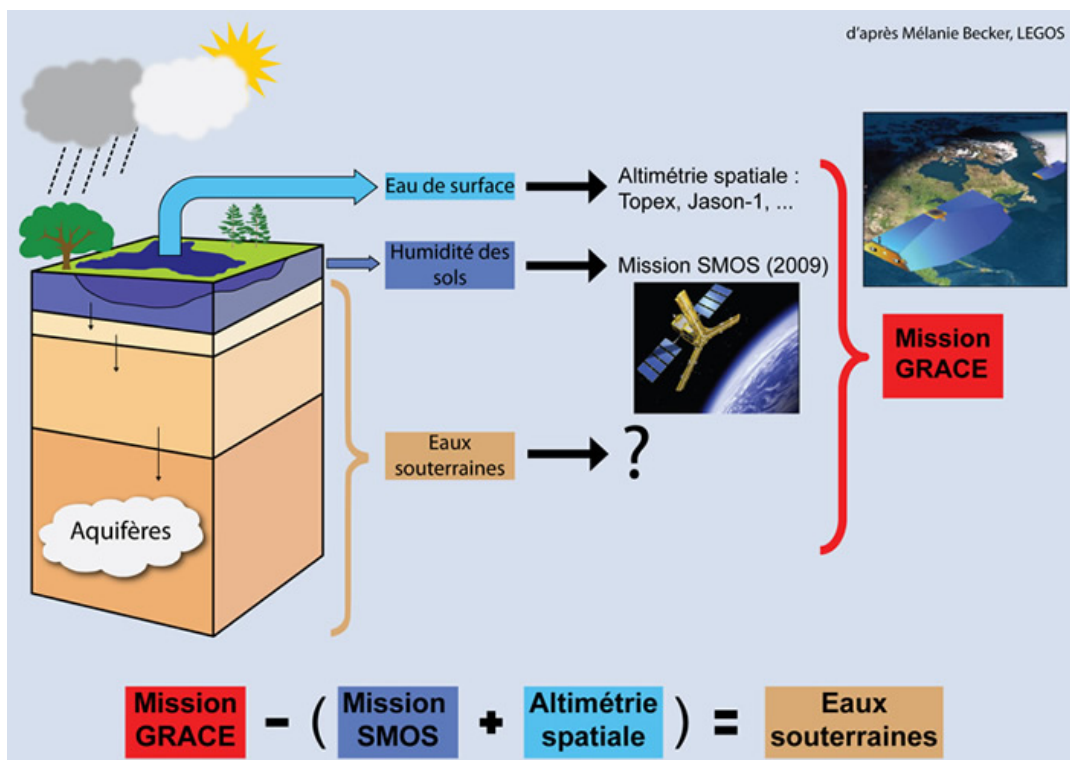 d'après Mélanie Becker, LEGOS
Eau de surface
Altimétrie spatiale :
Topex, Jason-1, ...
Humidité des
sols
Mission SMOS (2009)
Mission
GRACE
Eaux
souterraines
?
Aquifères
Mission
GRACE
- (
Mission
SMOS
+
Altimétrie
spatiale
) =
Eaux
souterraines